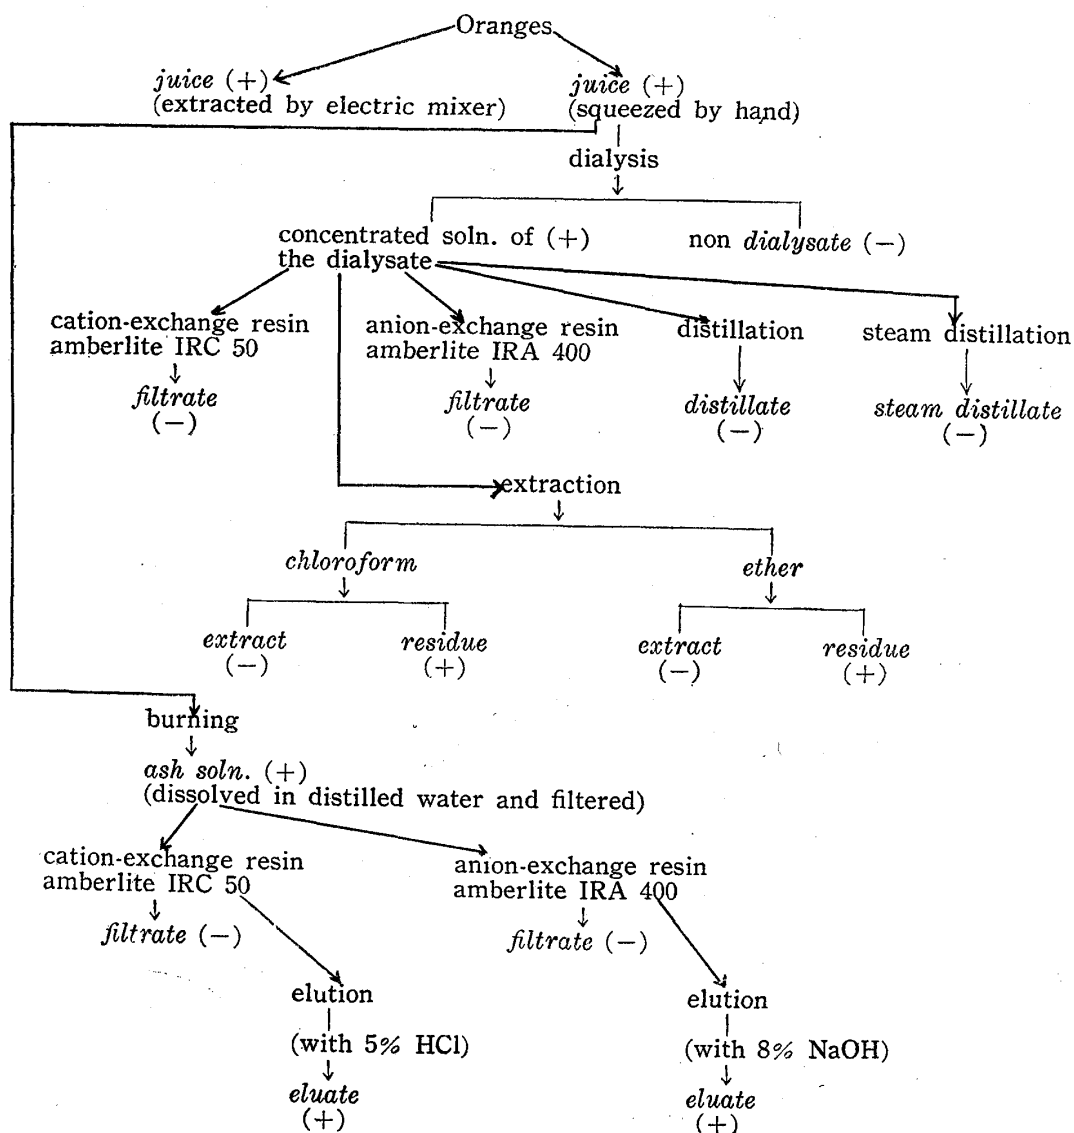 Oranges
juice (+)
(extracted by electric mixer)
juice (+)
(squeezed by hand)
dialysis
concentrated soln. of (+)
the dialysate
non dialysate (−)
cation-exchange resin
amberlite IRC 50
filtrate
(−)
anion-exchange resin
amberlite IRA 400
filtrate
(−)
distillation
distillate
(−)
steam distillation
steam distillate
(−)
extraction
chloroform
extract
(−)
residue
(+)
ether
extract
(−)
residue
(+)
burning
ash soln. (+)
(dissolved in distilled water and filtered)
cation-exchange resin
amberlite IRC 50
filtrate (−)
elution
(with 5% HCl)
eluate
(+)
anion-exchange resin
amberlite IRA 400
filtrate (−)
elution
(with 8% NaOH)
eluate
(+)